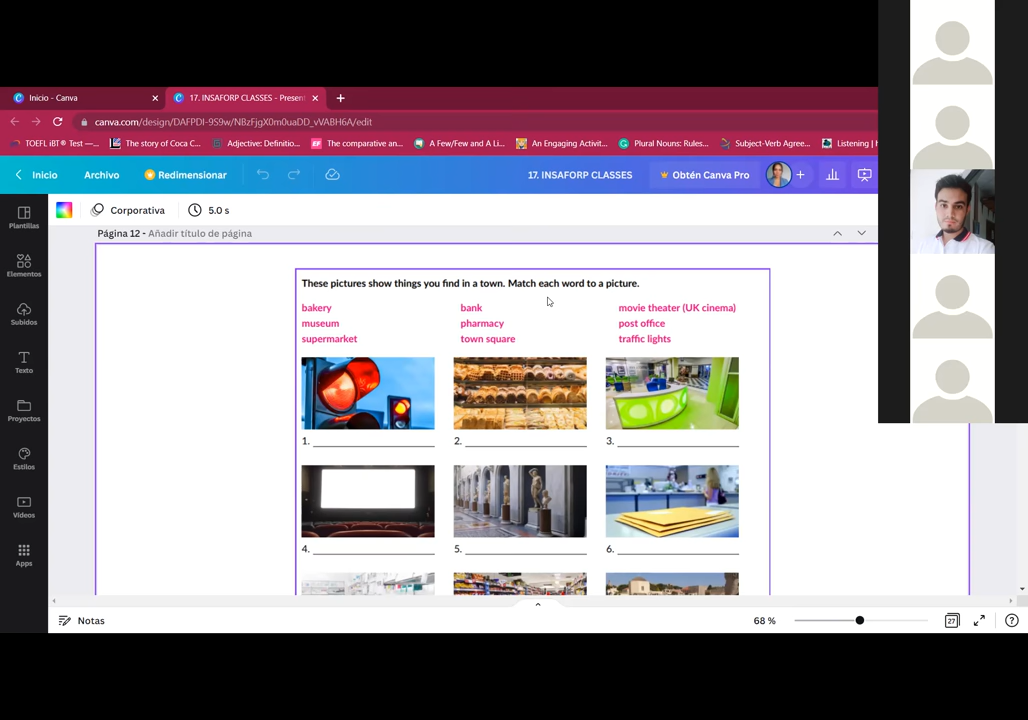 Inicio - Canva
17. INSAFORP CLASSES - Present
canva.com/design/DAFPDI-9S9w/N8zFjgX0m0uaDD_vVABH6A/edit
TOEFL iBT® Test —...
The story of Coca C...
Adjective: Definitio...
The comparative an...
A Few/Few and A Li...
An Engaging Activit...
Plural Nouns: Rules...
Subject-Verb Agree...
Listening |
Inicio
Archivo
Redimensionar
17. INSAFORP CLASSES
Obtén Canva Pro
Plantillas
Elementos
Subidos
Texto
Proyectos
Estilos
Vídeos
Apps
Corporativa
5.0 s
Página 12 - Añadir título de página
These pictures show things you find in a town. Match each word to a picture.
bakery bank movie theater (UK cinema)
museum pharmacy post office
supermarket town square traffic lights
1. 2. 3.
4. 5. 6.
Notas
68 %
27